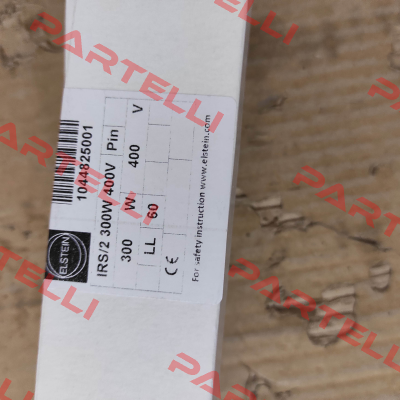 ELSTEIN
1044825001
IRS/2 300W 400V Pin
300 W 400 V
LL 60
CE
For safety instruction www.elstein.com
PARTELLI
PARTELLI
PARTELLI
PARTELLI
PARTELLI